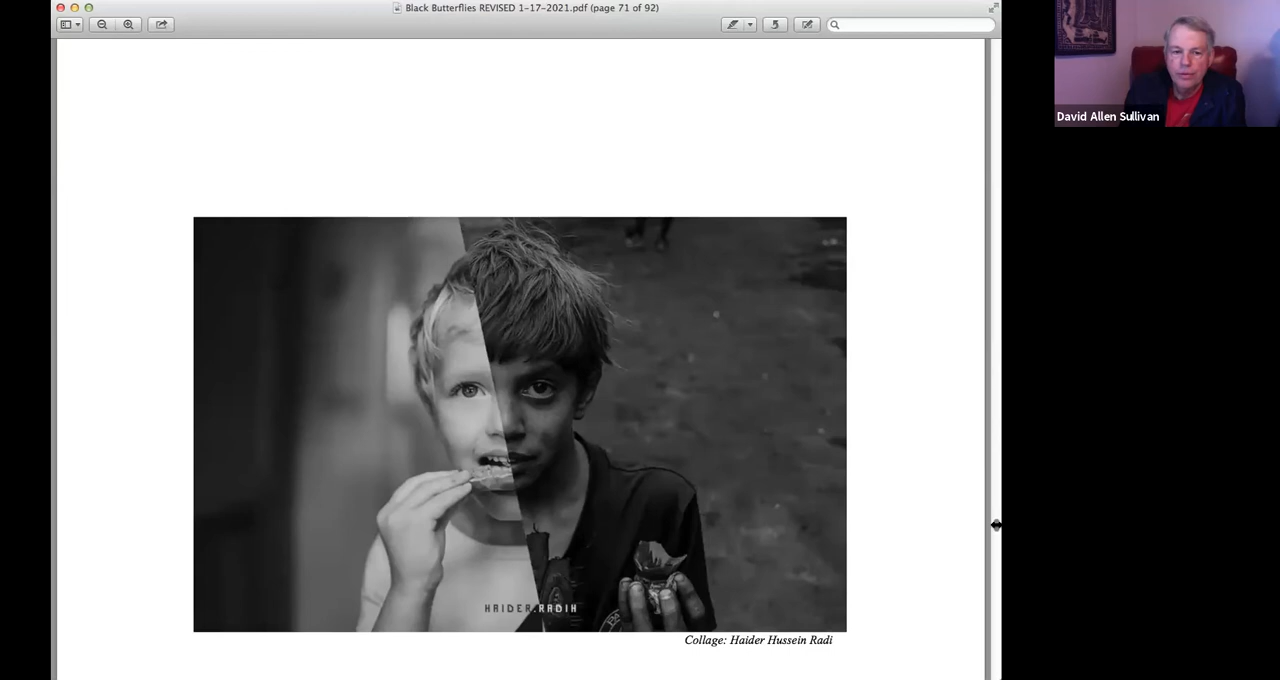 Black Butterflies REVISED 1-17-2021.pdf (page 71 of 92)
David Allen Sullivan
HAIDER.RADIH
Collage: Haider Hussein Radi